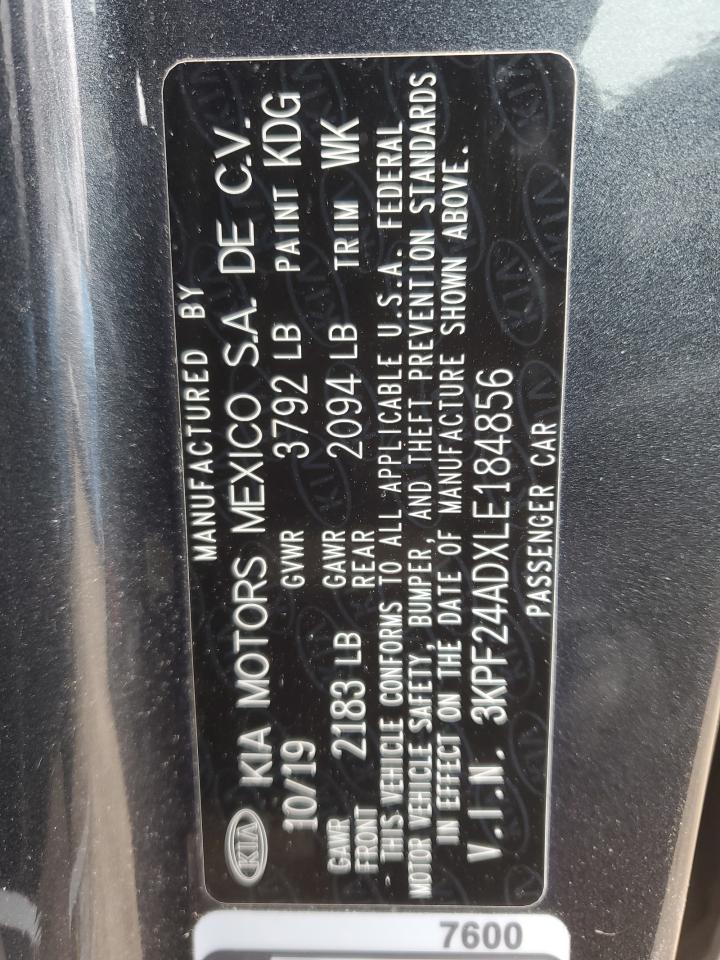 MANUFACTURED BY
KIA KIA MOTORS MEXICO S.A. DE C.V.
10/19 GVWR 3792 LB PAINT KDG
GAWR FRONT 2183 LB GAWR REAR 2094 LB TRIM WK
THIS VEHICLE CONFORMS TO ALL APPLICABLE U.S.A. FEDERAL
MOTOR VEHICLE SAFETY, BUMPER, AND THEFT PREVENTION STANDARDS
IN EFFECT ON THE DATE OF MANUFACTURE SHOWN ABOVE.
V.I.N. 3KPF24ADXLE184856
PASSENGER CAR
7600